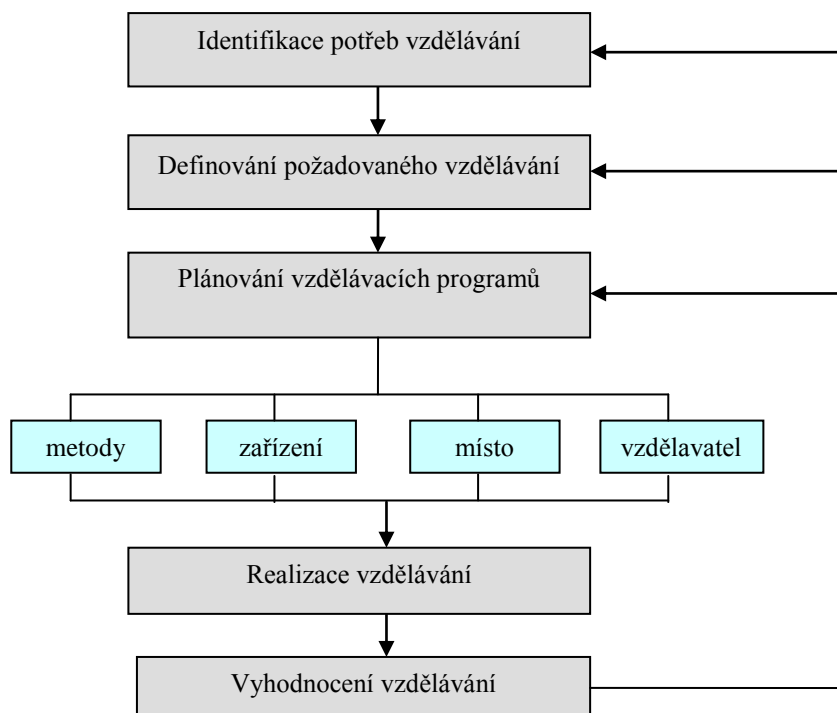 Identifikace potřeb vzdělávání
Definování požadovaného vzdělávání
Plánování vzdělávacích programů
metody
zařízení
místo
vzdělavatel
Realizace vzdělávání
Vyhodnocení vzdělávání